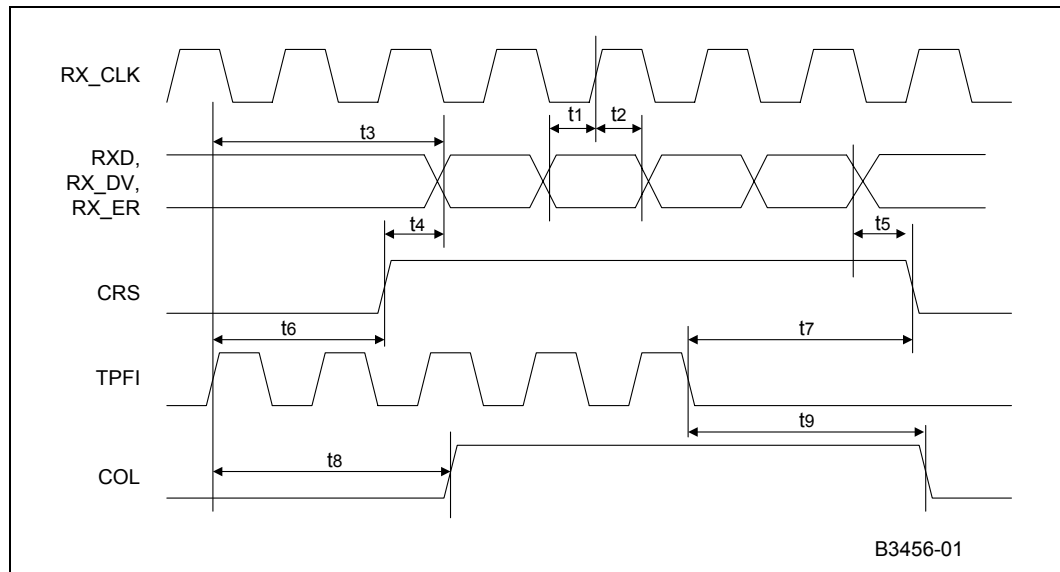 RX_CLK
t1
t2
t3
RXD,
RX_DV,
RX_ER
t4
t5
CRS
t6
t7
TPFI
t9
t8
COL
B3456-01